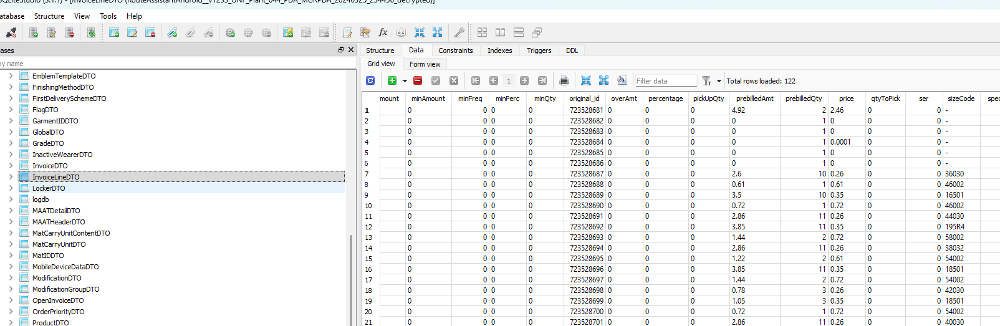 SQLiteStudio (3.1.1) - [InvoiceLineDTO (RouteAssistantAndroid__V1233_UNF_Plant_044_PDA_MGRPDA_20240325_234456_decrypted)]
atabase Structure View Tools Help
ases
by name
EmblemTemplateDTO
FinishingMethodDTO
FirstDeliverySchemeDTO
FlagDTO
GarmentIDDTO
GlobalDTO
GradeDTO
InactiveWearerDTO
InvoiceDTO
InvoiceLineDTO
LockerDTO
logdb
MAATDetailDTO
MAATHeaderDTO
MatCarryUnitContentDTO
MatCarryUnitDTO
MatIDDTO
MobileDeviceDataDTO
ModificationDTO
ModificationGroupDTO
OpenInvoiceDTO
OrderPriorityDTO
ProductDTO
Structure Data Constraints Indexes Triggers DDL
Grid view Form view
1 Filter data Total rows loaded: 122
mount minAmount minFreq minPerc minQty original_id overAmt percentage pickUpQty prebilledAmt prebilledQty price qtyToPick ser sizeCode spec
1 0 0 0 0 723528681 0 0 0 4.92 2 2.46 0 0 -
2 0 0 0 0 723528682 0 0 0 0 1 0 0 0 -
3 0 0 0 0 723528683 0 0 0 0 1 0 0 0 -
4 0 0 0 0 723528684 0 0 0 0 1 0.0001 0 0 -
5 0 0 0 0 723528685 0 0 0 0 1 0 0 0 -
6 0 0 0 0 723528686 0 0 0 0 1 0 0 0 -
7 0 0 0 0 723528687 0 0 0 2.6 10 0.26 0 0 36030
8 0 0 0 0 723528688 0 0 0 0.61 1 0.61 0 0 46002
9 0 0 0 0 723528689 0 0 0 3.5 10 0.35 0 0 16501
10 0 0 0 0 723528690 0 0 0 0.72 1 0.72 0 0 46002
11 0 0 0 0 723528691 0 0 0 2.86 11 0.26 0 0 44030
12 0 0 0 0 723528692 0 0 0 3.85 11 0.35 0 0 195R4
13 0 0 0 0 723528693 0 0 0 1.44 2 0.72 0 0 58002
14 0 0 0 0 723528694 0 0 0 2.86 11 0.26 0 0 38032
15 0 0 0 0 723528695 0 0 0 1.22 2 0.61 0 0 54002
16 0 0 0 0 723528696 0 0 0 3.85 11 0.35 0 0 18501
17 0 0 0 0 723528697 0 0 0 1.44 2 0.72 0 0 54002
18 0 0 0 0 723528698 0 0 0 0.78 3 0.26 0 0 42030
19 0 0 0 0 723528699 0 0 0 1.05 3 0.35 0 0 18501
20 0 0 0 0 723528700 0 0 0 0.72 1 0.72 0 0 54002
21 0 0 0 0 723528701 0 0 0 2.86 11 0.26 0 0 40030